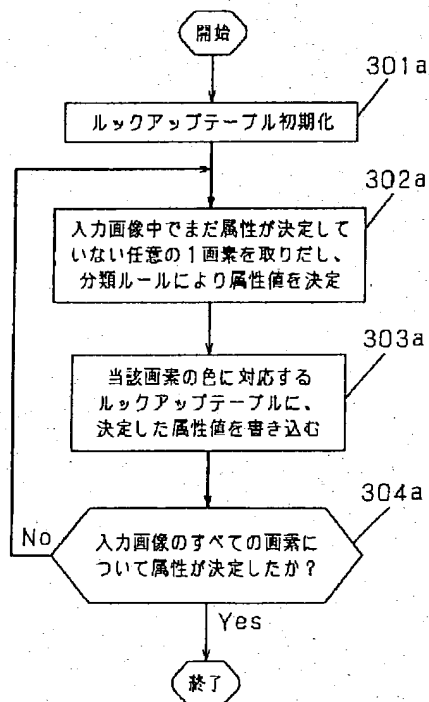 開始
301a
ルックアップテーブル初期化
302a
入力画像中でまだ属性が決定して
いない任意の1画素を取りだし、
分類ルールにより属性値を決定
303a
当該画素の色に対応する
ルックアップテーブルに、
決定した属性値を書き込む
304a
No
入力画像のすべての画素に
ついて属性が決定したか?
Yes
終了